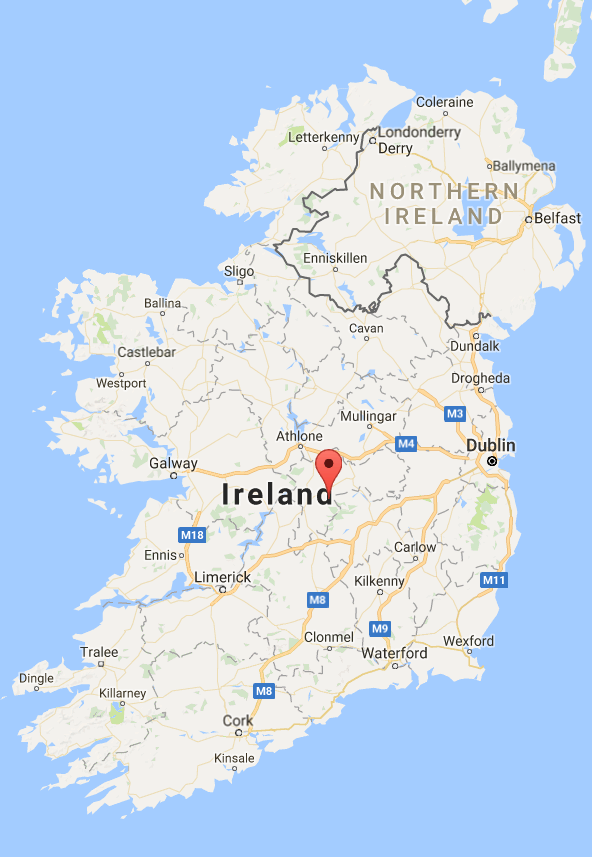 Coleraine
Letterkenny
Londonderry
Derry
Ballymena
NORTHERN
IRELAND
Belfast
Enniskillen
Sligo
Ballina
Cavan
Dundalk
Castlebar
Westport
Drogheda
M3
Mullingar
Athlone
M4
Dublin
Galway
Ireland
M18
Ennis
Carlow
Limerick
Kilkenny
M11
M8
M9
Clonmel
Wexford
Tralee
Waterford
Dingle
Killarney
M8
Cork
Kinsale